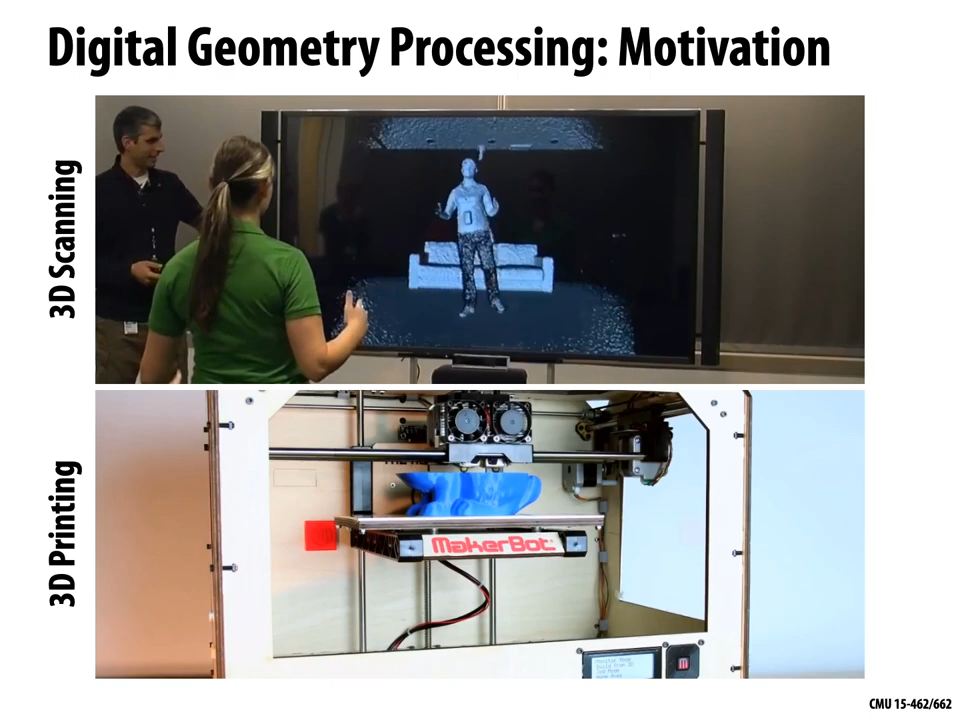 Digital Geometry Processing: Motivation
3D Scanning
3D Printing
MakerBot
CMU 15-462/662